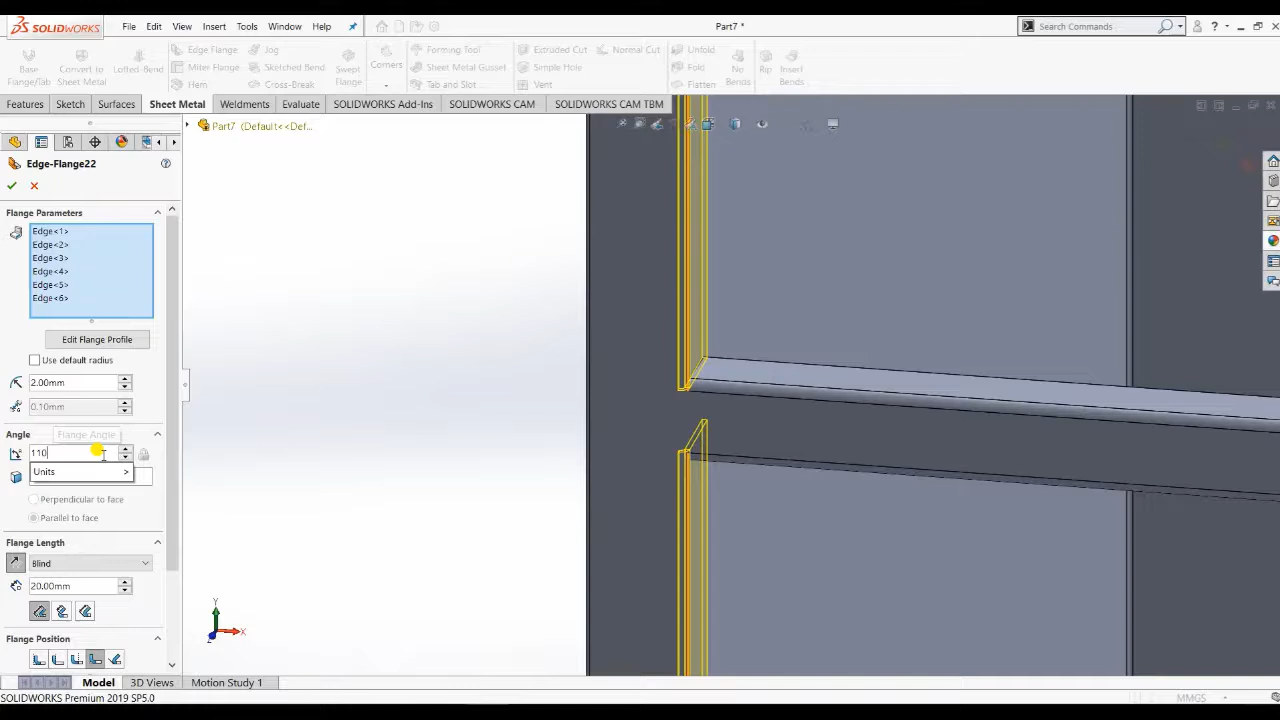 SOLIDWORKS File Edit View Insert Tools Window Help Part7 * Search Commands ?
Base Flange/Tab Convert to Sheet Metal Lofted-Bend Edge Flange Miter Flange Hem Jog Sketched Bend Cross-Break Swept Flange Corners Forming Tool Sheet Metal Gusset Tab and Slot Extruded Cut Simple Hole Vent Normal Cut Unfold Fold Flatten No Bends Rip Insert Bends
Features Sketch Surfaces Sheet Metal Weldments Evaluate SOLIDWORKS Add-Ins SOLIDWORKS CAM SOLIDWORKS CAM TBM
Part7 (Default<<Def...
Edge-Flange22
Flange Parameters
Edge<1>
Edge<2>
Edge<3>
Edge<4>
Edge<5>
Edge<6>
Edit Flange Profile
Use default radius
2.00mm
0.10mm
Angle Flange Angle
110
Units >
Perpendicular to face
Parallel to face
Flange Length
Blind
20.00mm
Flange Position
Y
X
Z
Model 3D Views Motion Study 1
SOLIDWORKS Premium 2019 SP5.0 MMGS